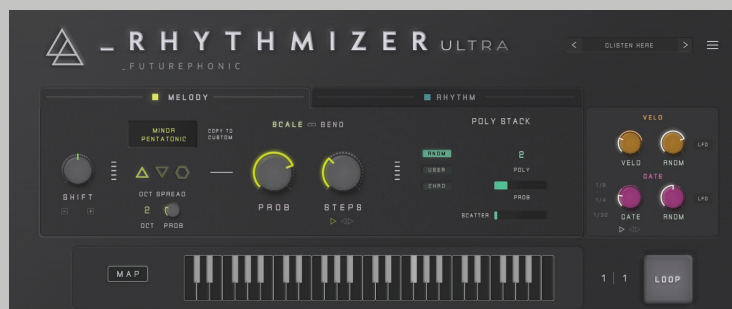 _RHYTHMIZER ULTRA
_FUTUREPHONIC
< CLISTEN HERE >
MELODY
RHYTHM
MINOR
PENTATONIC
COPY TO
CUSTOM
SCALE BEND
POLY STACK
RNDM
USER
CHRD
2
POLY
PROB
SCATTER
SHIFT
OCT SPREAD
2
OCT PROB
PROB
STEPS
VELO
VELO RNDM LFO
GATE
1/8
1/4
1/32
GATE RNDM LFO
MAP
1 | 1
LOOP